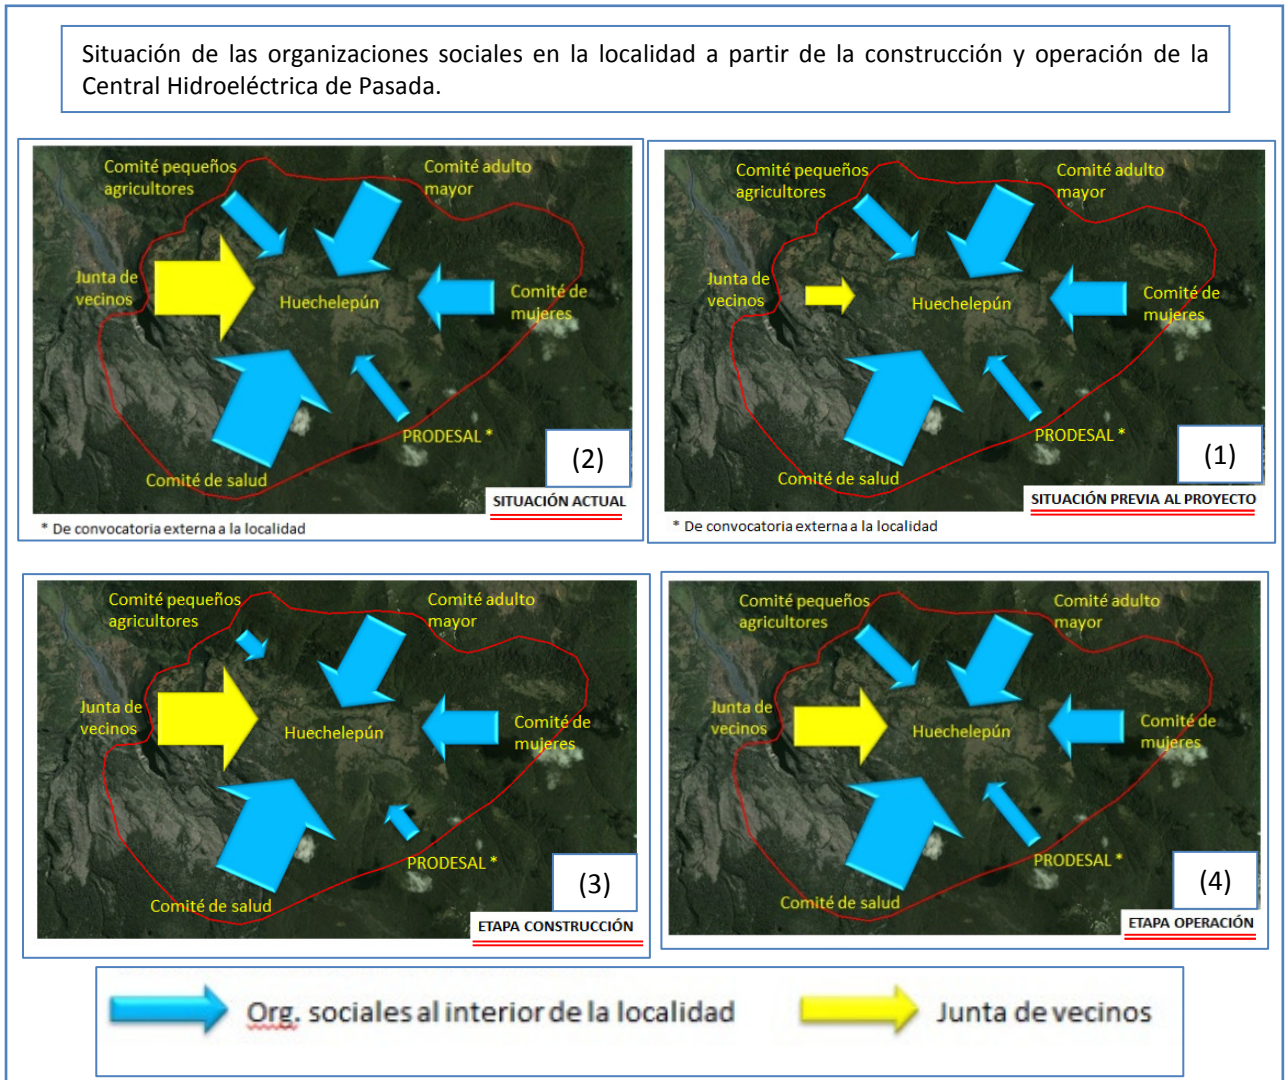 Situación de las organizaciones sociales en la localidad a partir de la construcción y operación de la
Central Hidroeléctrica de Pasada.
Comité pequeños
agricultores
Comité adulto
mayor
Junta de
vecinos
Huechelepún
Comité de
mujeres
PRODESAL *
Comité de salud
(2)
SITUACIÓN ACTUAL
* De convocatoria externa a la localidad
Comité pequeños
agricultores
Comité adulto
mayor
Junta de
vecinos
Huechelepún
Comité de
mujeres
PRODESAL *
Comité de salud
(1)
SITUACIÓN PREVIA AL PROYECTO
* De convocatoria externa a la localidad
Comité pequeños
agricultores
Comité adulto
mayor
Junta de
vecinos
Huechelepún
Comité de
mujeres
PRODESAL *
Comité de salud
(3)
ETAPA CONSTRUCCIÓN
Comité pequeños
agricultores
Comité adulto
mayor
Junta de
vecinos
Huechelepún
Comité de
mujeres
PRODESAL *
Comité de salud
(4)
ETAPA OPERACIÓN
Org. sociales al interior de la localidad
Junta de vecinos